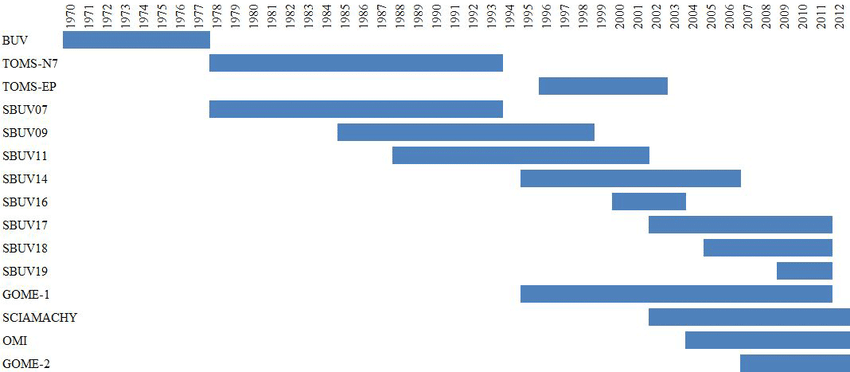 1970 1971 1972 1973 1974 1975 1976 1977 1978 1979 1980 1981 1982 1983 1984 1985 1986 1987 1988 1989 1990 1991 1992 1993 1994 1995 1996 1997 1998 1999 2000 2001 2002 2003 2004 2005 2006 2007 2008 2009 2010 2011 2012
BUV
TOMS-N7
TOMS-EP
SBUV07
SBUV09
SBUV11
SBUV14
SBUV16
SBUV17
SBUV18
SBUV19
GOME-1
SCIAMACHY
OMI
GOME-2